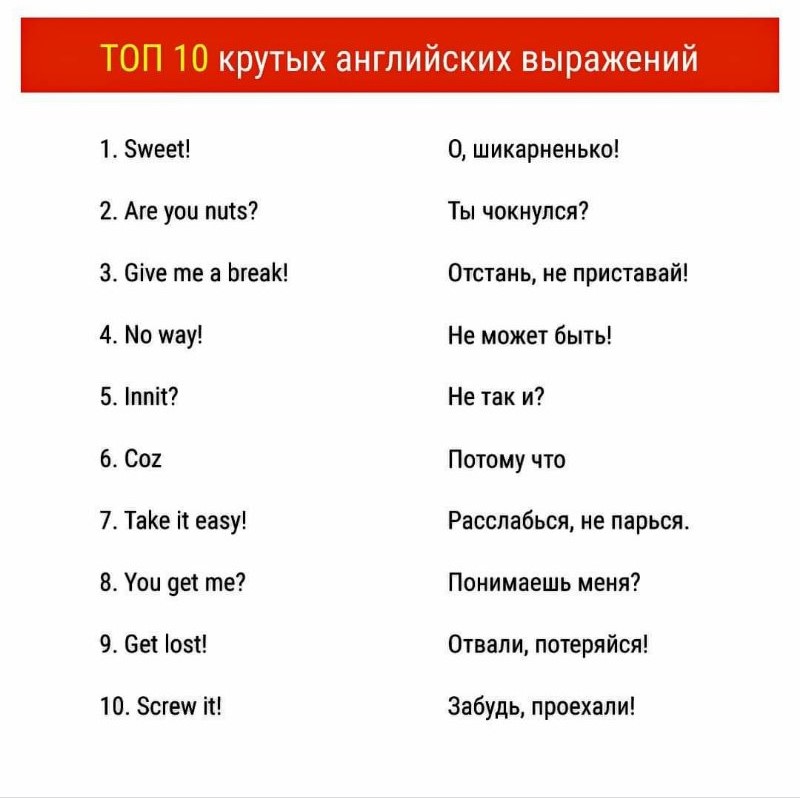 ТОП 10 крутых английских выражений
1. Sweet! О, шикарненько!
2. Are you nuts? Ты чокнулся?
3. Give me a break! Отстань, не приставай!
4. No way! Не может быть!
5. Innit? Не так и?
6. Coz Потому что
7. Take it easy! Расслабься, не парься.
8. You get me? Понимаешь меня?
9. Get lost! Отвали, потеряйся!
10. Screw it! Забудь, проехали!